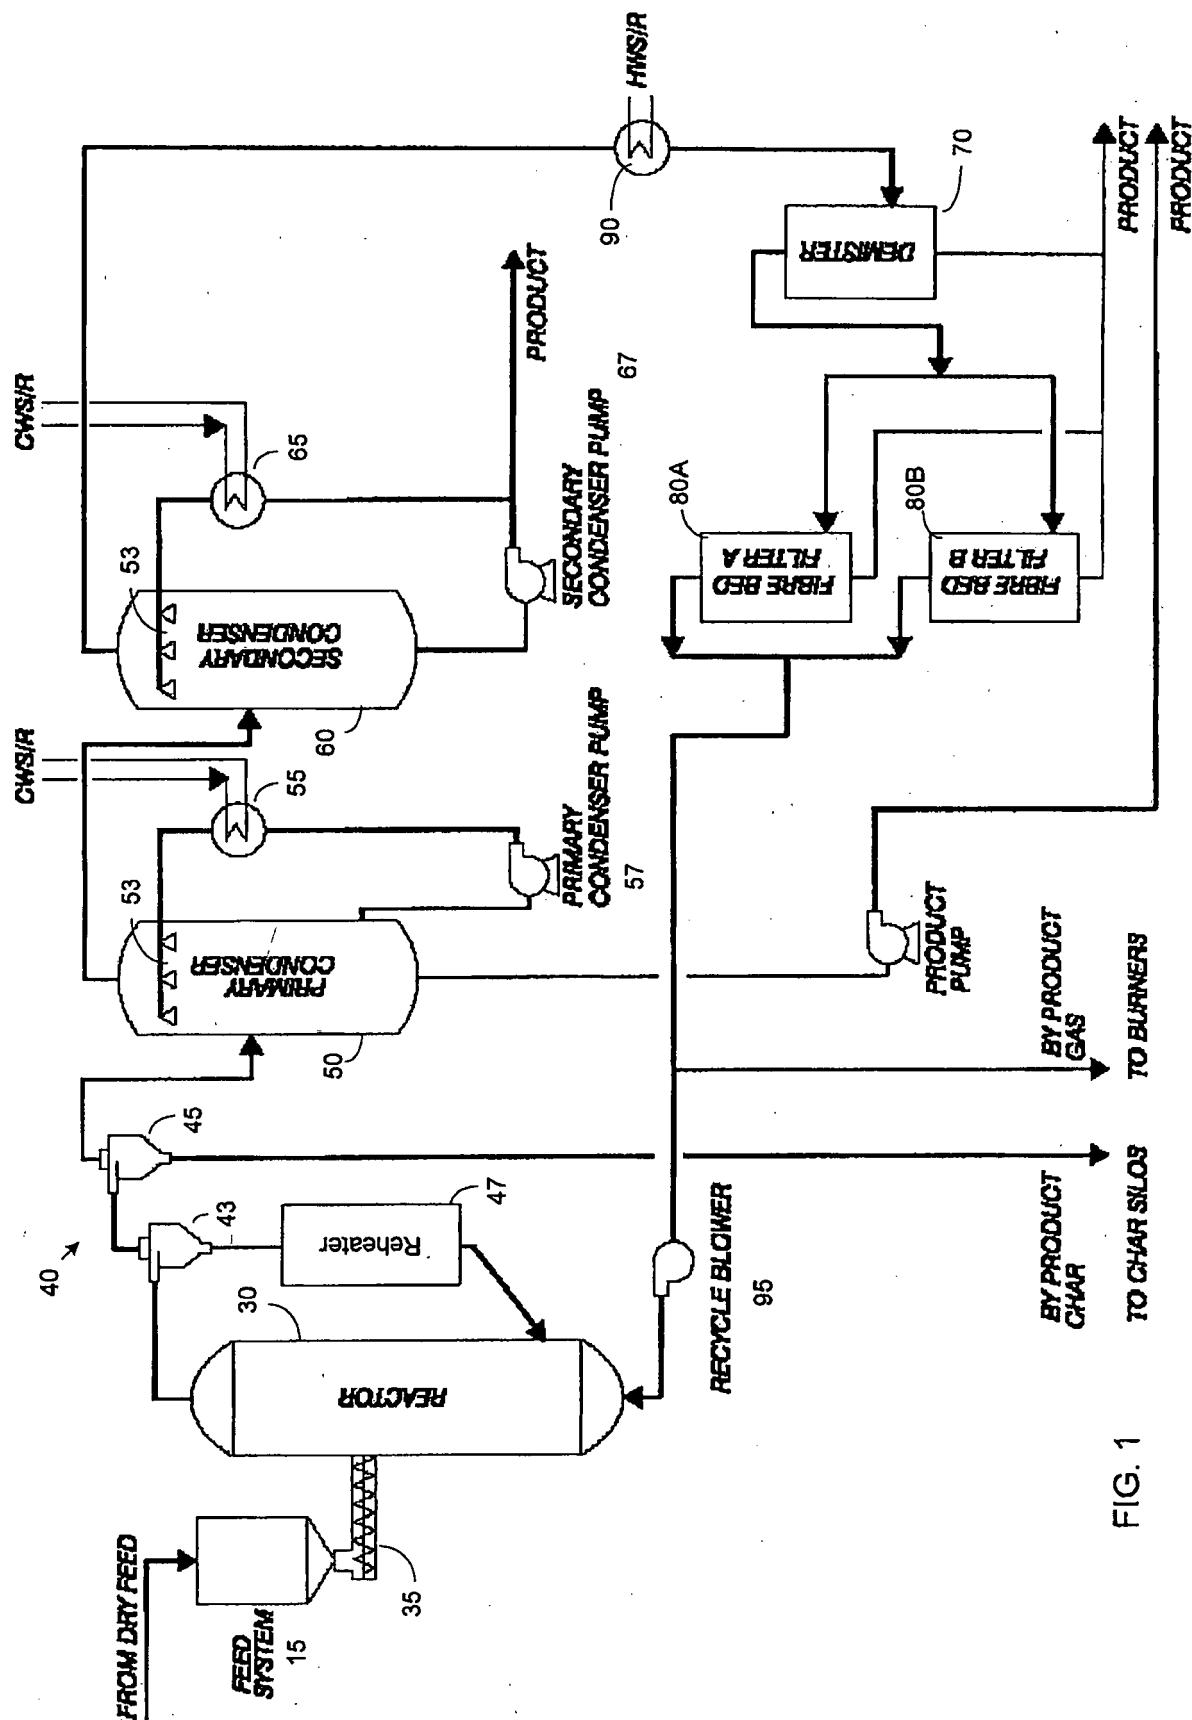 FROM DRY FEED
FEED
SYSTEM
15
35
REACTOR
30
40
43
45
Reheater
47
RECYCLE BLOWER
95
BY PRODUCT
CHAR
TO CHAR SILOS
BY PRODUCT
GAS
TO BURNERS
PRIMARY
CONDENSER
50
53
CWS/R
55
PRIMARY
CONDENSER PUMP
57
PRODUCT
PUMP
SECONDARY
CONDENSER
60
53
CWS/R
65
SECONDARY
CONDENSER PUMP
67
PRODUCT
HWS/R
90
DEMISTER
70
FIBRE BED
FILTER A
80A
FIBRE BED
FILTER B
80B
PRODUCT
PRODUCT
FIG. 1